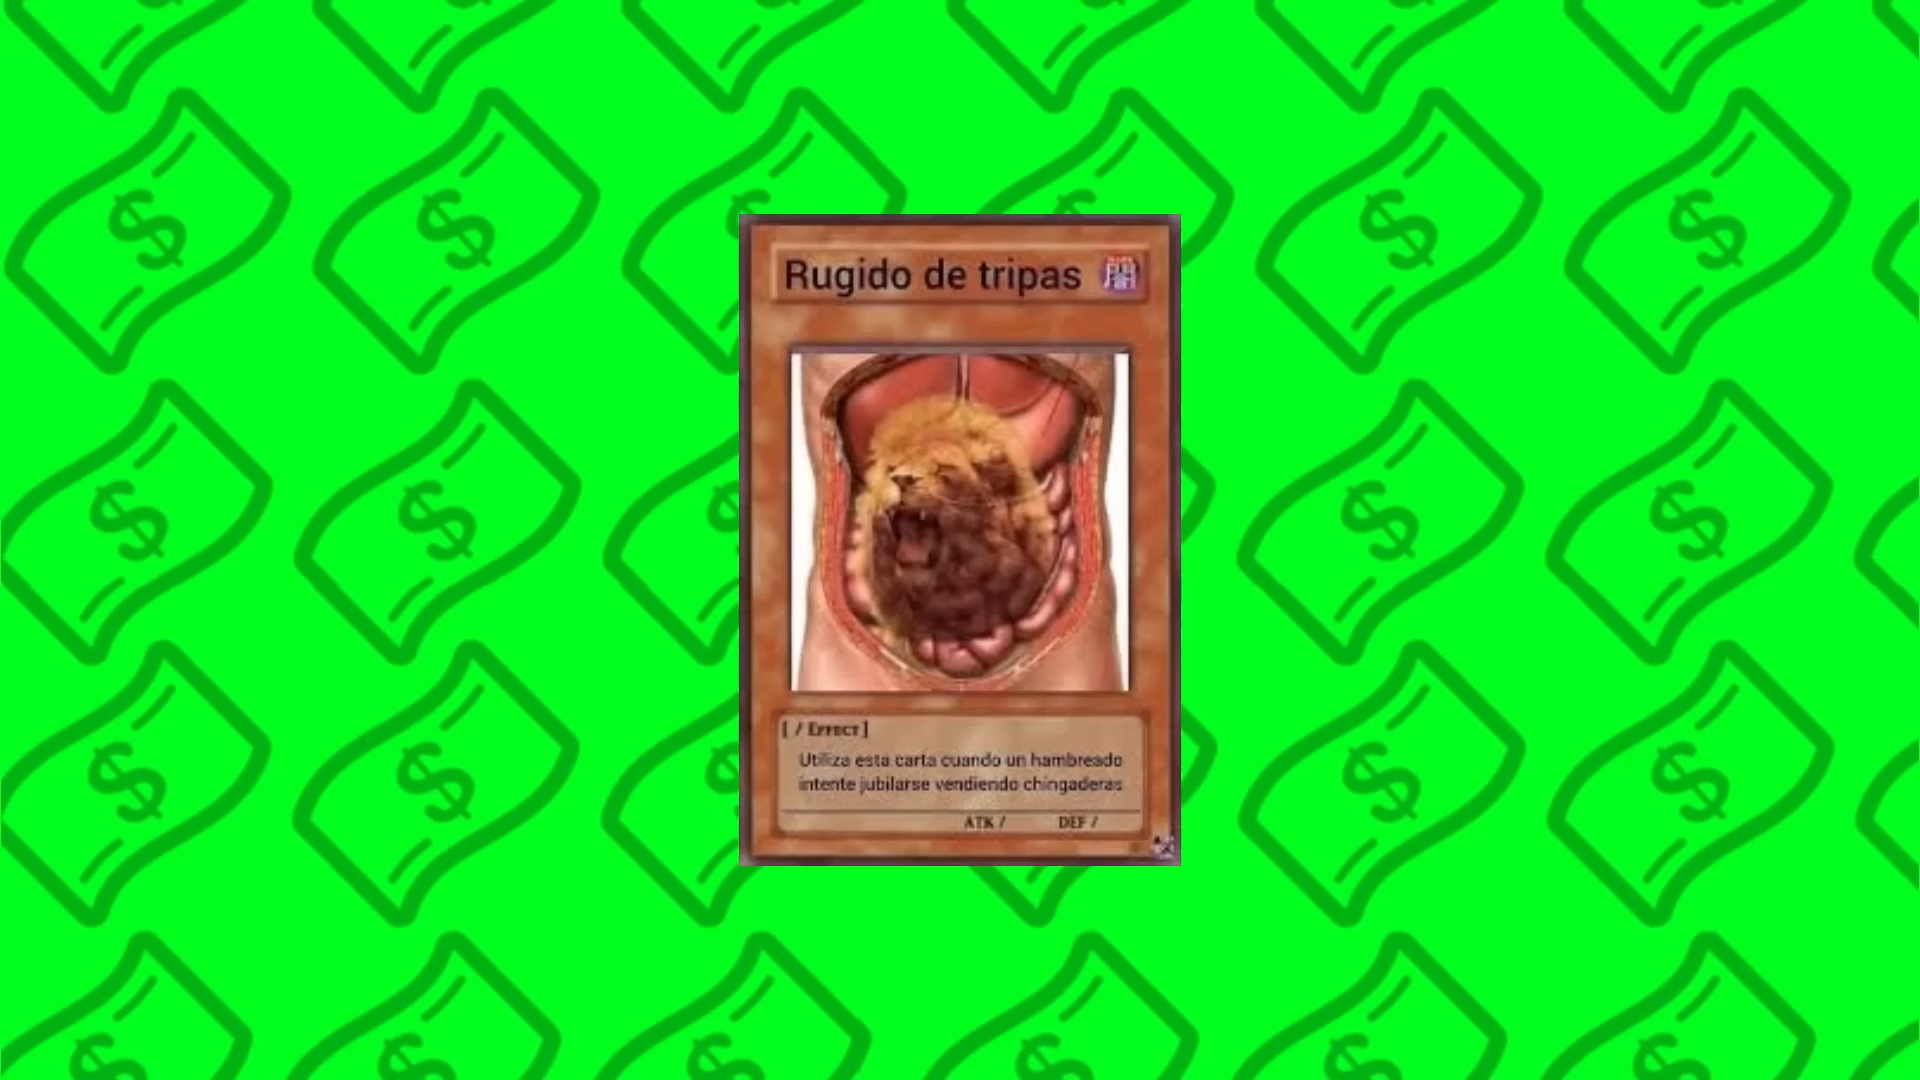 Rugido de tripas
[ / EFFECT ]
Utiliza esta carta cuando un hambreado
intente jubilarse vendiendo chingaderas
ATK / DEF /